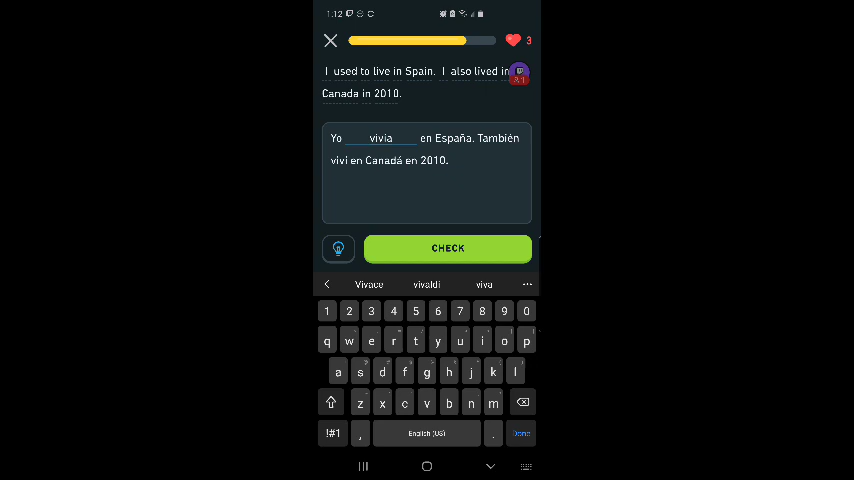 1.12
3
I used to live in Spain. I also lived in
Canada in 2010.
Yo vivia en España. También
viví en Canadá en 2010.
CHECK
Vivace vivaldi viva ...
1 2 3 4 5 6 7 8 9 0
q w e r t y u i o p
a s d f g h j k l
z x c v b n m
!#1 , English (US) . Done